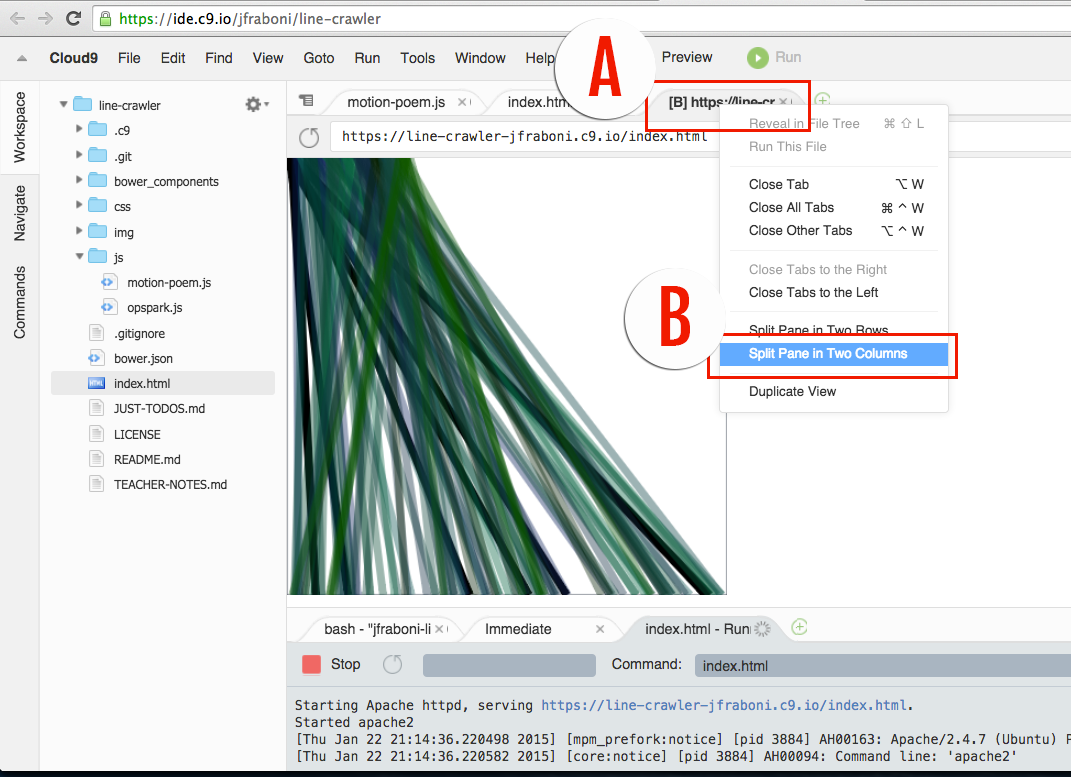 https://ide.c9.io/jfraboni/line-crawler
Cloud9 File Edit Find View Goto Run Tools Window Help Preview Run
A
Workspace
Navigate
Commands
line-crawler
.c9
.git
bower_components
css
img
js
motion-poem.js
opspark.js
.gitignore
bower.json
index.html
JUST-TODOS.md
LICENSE
README.md
TEACHER-NOTES.md
motion-poem.js index.htm [B] https://line-cr
https://line-crawler-jfraboni.c9.io/index.html
Reveal in File Tree ⌘ ⇧ L
Run This File
Close Tab ⌥ W
Close All Tabs ⌘ ^ W
Close Other Tabs ⌥ ^ W
Close Tabs to the Right
Close Tabs to the Left
B
Split Pane in Two Rows
Split Pane in Two Columns
Duplicate View
bash - "jfraboni-li Immediate index.html - Run
Stop Command: index.html
Starting Apache httpd, serving https://line-crawler-jfraboni.c9.io/index.html.
Started apache2
[Thu Jan 22 21:14:36.220498 2015] [mpm_prefork:notice] [pid 3884] AH00163: Apache/2.4.7 (Ubuntu)
[Thu Jan 22 21:14:36.220582 2015] [core:notice] [pid 3884] AH00094: Command line: 'apache2'